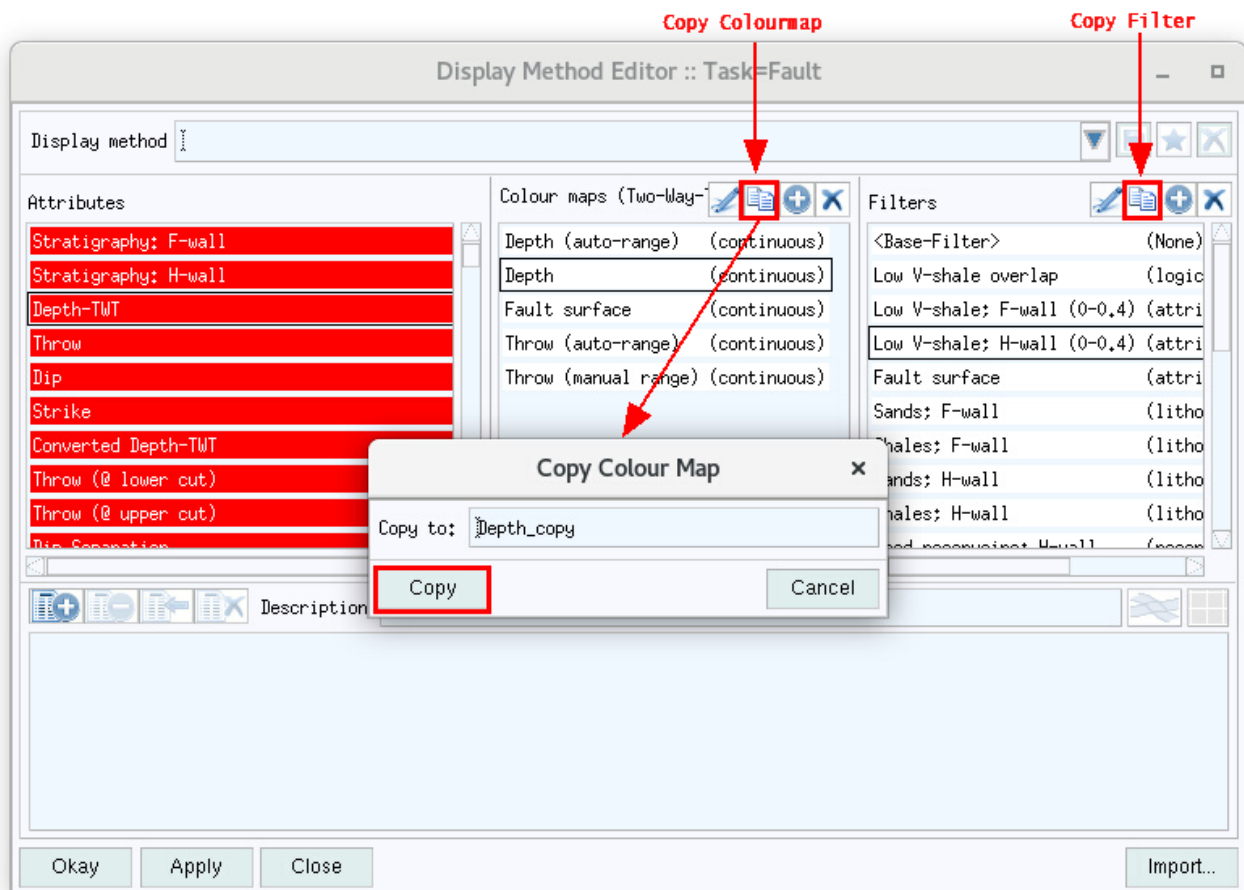 Copy Colourmap
Copy Filter
Display Method Editor :: Task=Fault
Display method
Attributes
Stratigraphy: F-wall
Stratigraphy: H-wall
Depth-TWT
Throw
Dip
Strike
Converted Depth-TWT
Throw (@ lower cut)
Throw (@ upper cut)
Dip Separation
Colour maps (Two-Way-
Depth (auto-range) (continuous)
Depth (continuous)
Fault surface (continuous)
Throw (auto-range) (continuous)
Throw (manual range) (continuous)
Filters
<Base-Filter> (None)
Low V-shale overlap (logic
Low V-shale: F-wall (0-0.4) (attri
Low V-shale: H-wall (0-0.4) (attri
Fault surface (attri
Sands: F-wall (litho
Shales: F-wall (litho
ands: H-wall (litho
hales: H-wall (litho
H-wall
Copy Colour Map
Copy to: Depth_copy
Copy
Cancel
Description
Okay
Apply
Close
Import...